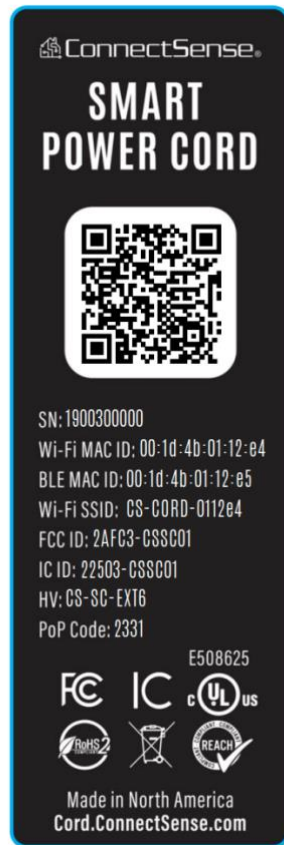 ConnectSense®
SMART
POWER CORD
SN: 1900300000
Wi-Fi MAC ID: 00:1d:4b:01:12:e4
BLE MAC ID: 00:1d:4b:01:12:e5
Wi-Fi SSID: CS-CORD-0112e4
FCC ID: 2AFC3-CSSC01
IC ID: 22503-CSSC01
HV: CS-SC-EXT6
PoP Code: 2331
E508625
FC IC c UL us
RoHS2 REACH
Made in North America
Cord.ConnectSense.com